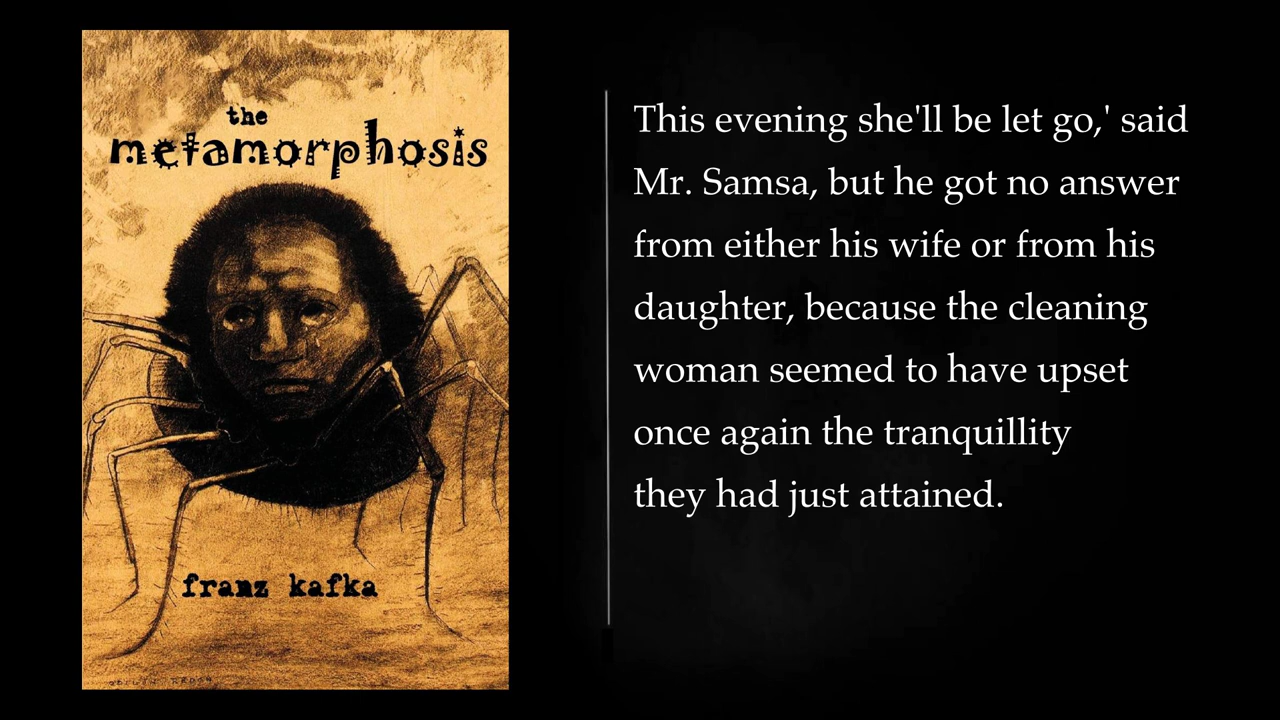 the
metamorphosis
franz kafka
This evening she'll be let go,' said
Mr. Samsa, but he got no answer
from either his wife or from his
daughter, because the cleaning
woman seemed to have upset
once again the tranquillity
they had just attained.